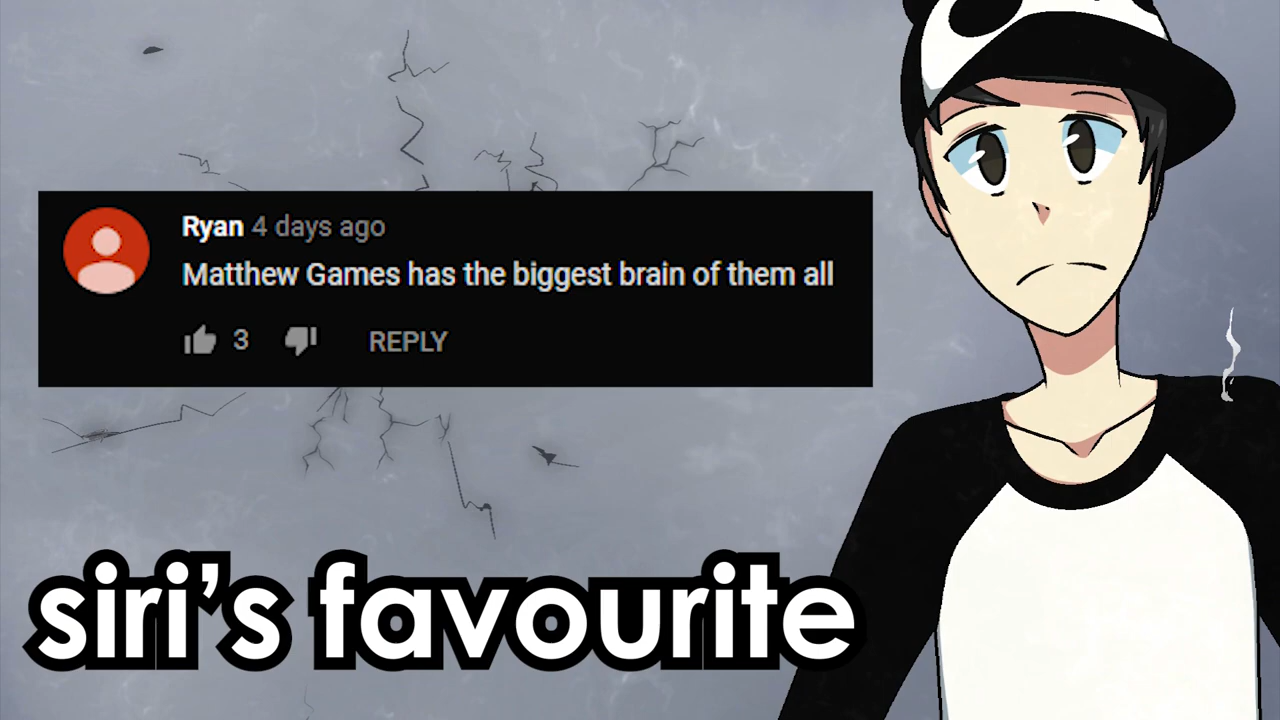 Ryan 4 days ago
Matthew Games has the biggest brain of them all
3 REPLY
siri's favourite